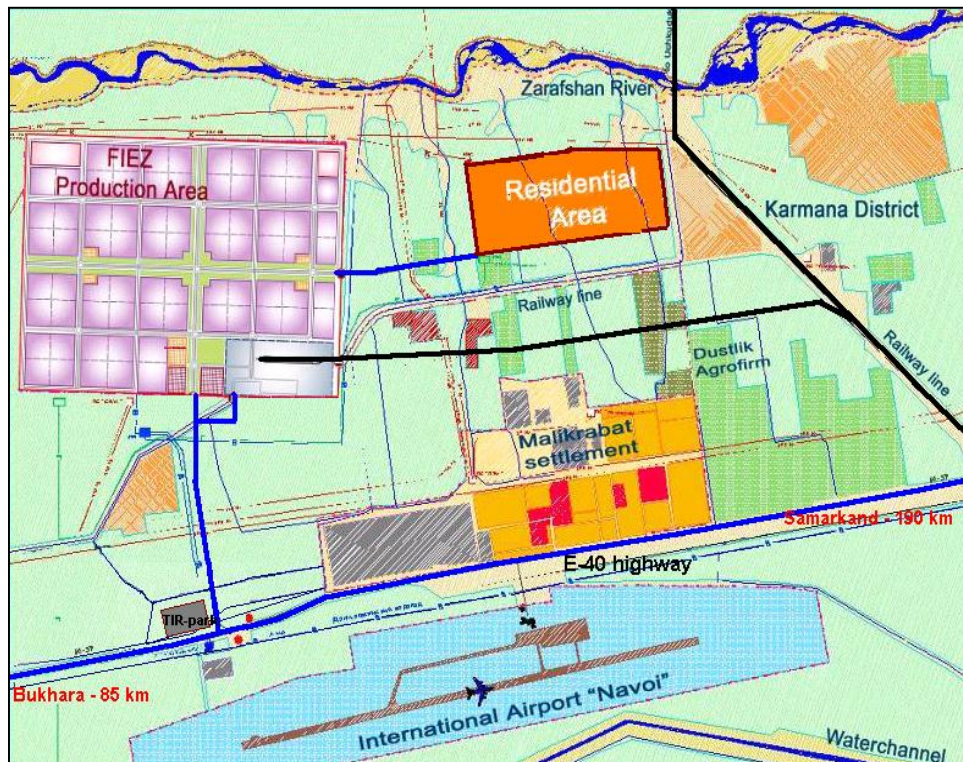 Zarafshan River
FIEZ
Production Area
Residential
Area
Karmana District
Railway line
Railway line
Dustlik
Agrofirm
Malikrabat
settlement
Samarkand - 190 km
E-40 highway
TIR-park
Bukhara - 85 km
International Airport "Navoi"
Waterchannel